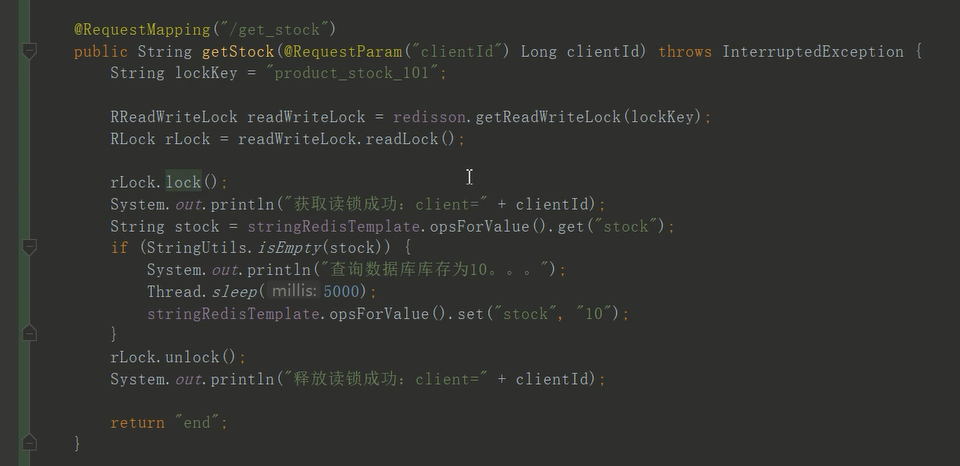 @RequestMapping("/get_stock")
public String getStock(@RequestParam("clientId") Long clientId) throws InterruptedException {
String lockKey = "product_stock_101";
RReadWriteLock readWriteLock = redisson.getReadWriteLock(lockKey);
RLock rLock = readWriteLock.readLock();
rLock.lock();
System.out.println("获取读锁成功：client=" + clientId);
String stock = stringRedisTemplate.opsForValue().get("stock");
if (StringUtils.isEmpty(stock)) {
System.out.println("查询数据库库存为10。。。");
Thread.sleep( millis: 5000);
stringRedisTemplate.opsForValue().set("stock", "10");
}
rLock.unlock();
System.out.println("释放读锁成功：client=" + clientId);
return "end";
}